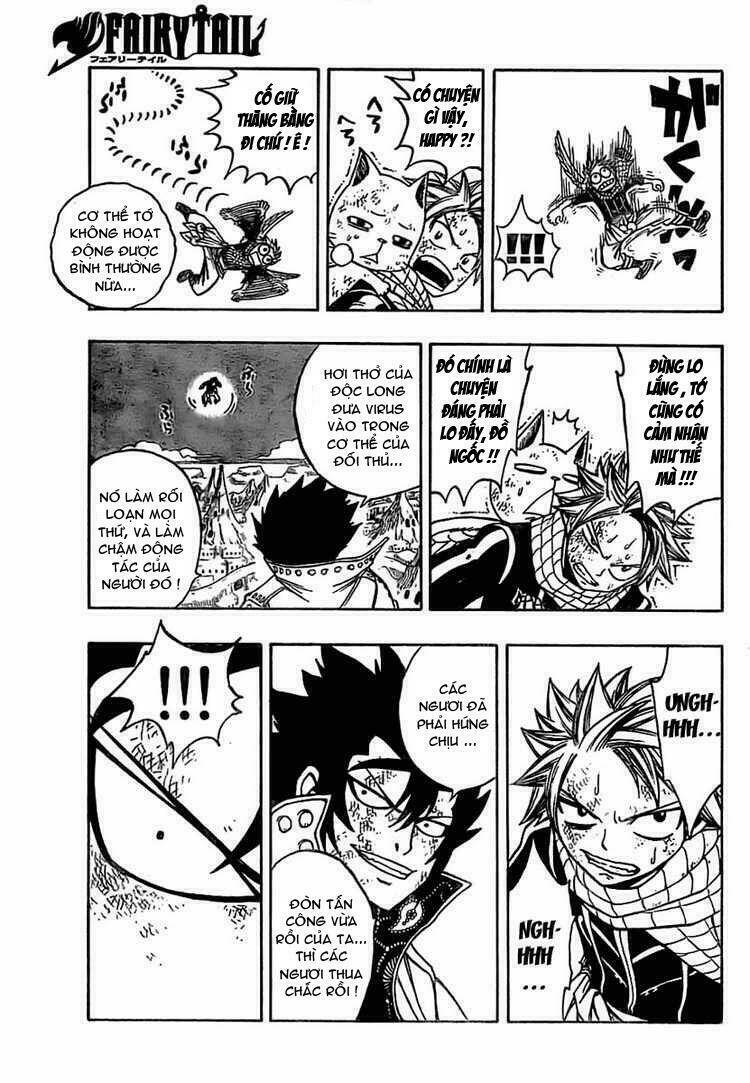 FAIRY TAIL
フェアリーテイル
!!!
CÓ CHUYỆN
GÌ VẬY,
HAPPY ?!
CỐ GIỮ
THĂNG BẰNG
ĐI CHỨ ! Ê !
CƠ THỂ TỚ
KHÔNG HOẠT
ĐỘNG ĐƯỢC
BÌNH THƯỜNG
NỮA...
ĐỪNG LO
LẮNG , TỚ
CŨNG CÓ
CẢM NHẬN
NHƯ THẾ
MÀ !!!
ĐÓ CHÍNH LÀ
CHUYỆN
ĐÁNG PHẢI
LO ĐẤY, ĐỒ
NGỐC !!
HƠI THỞ CỦA
ĐỘC LONG
ĐƯA VIRUS
VÀO TRONG
CƠ THỂ CỦA
ĐỐI THỦ...
NÓ LÀM RỐI
LOẠN MỌI
THỨ, VÀ LÀM
CHẬM ĐỘNG
TÁC CỦA
NGƯỜI ĐÓ !
UNGH-
HHH...
NGH-
HHH
...
CÁC
NGƯƠI ĐÃ
PHẢI HỨNG
CHỊU ...
ĐÒN TẤN
CÔNG VỪA
RỒI CỦA TA...
THÌ CÁC
NGƯƠI THUA
CHẮC RỒI !
!!!